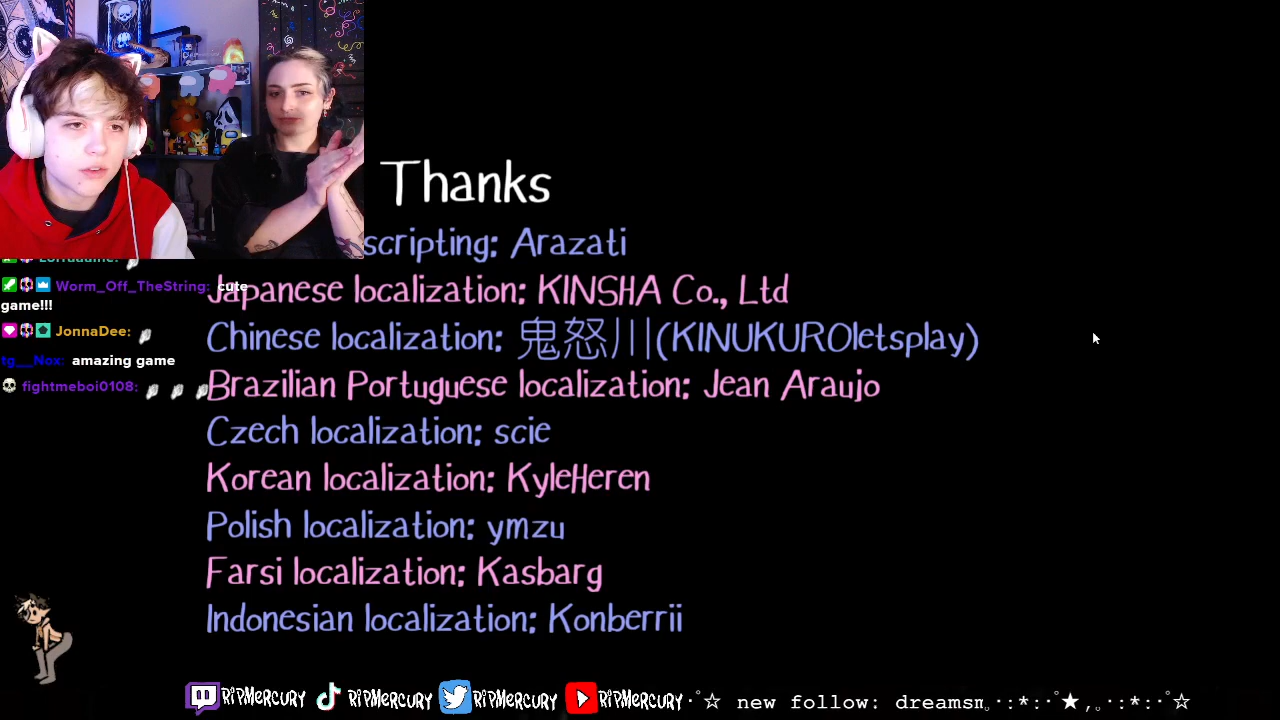 Thanks
scripting: Arazati
Japanese localization: KINSHA Co., Ltd
Chinese localization: 鬼怒川(KINUKUROletsplay)
Brazilian Portuguese localization: Jean Araujo
Czech localization: scie
Korean localization: KyleHeren
Polish localization: ymzu
Farsi localization: Kasbarg
Indonesian localization: Konberrii
Worm_Off_TheString: cute
game!!!
JonnaDee:
tg__Nox: amazing game
fightmeboi0108:
RIPMERCURY RIPMERCURY RIPMERCURY RIPMERCURY ･ﾟ☆ new follow: dreamsm｡･:*:･ﾟ★,｡･:*:･ﾟ☆